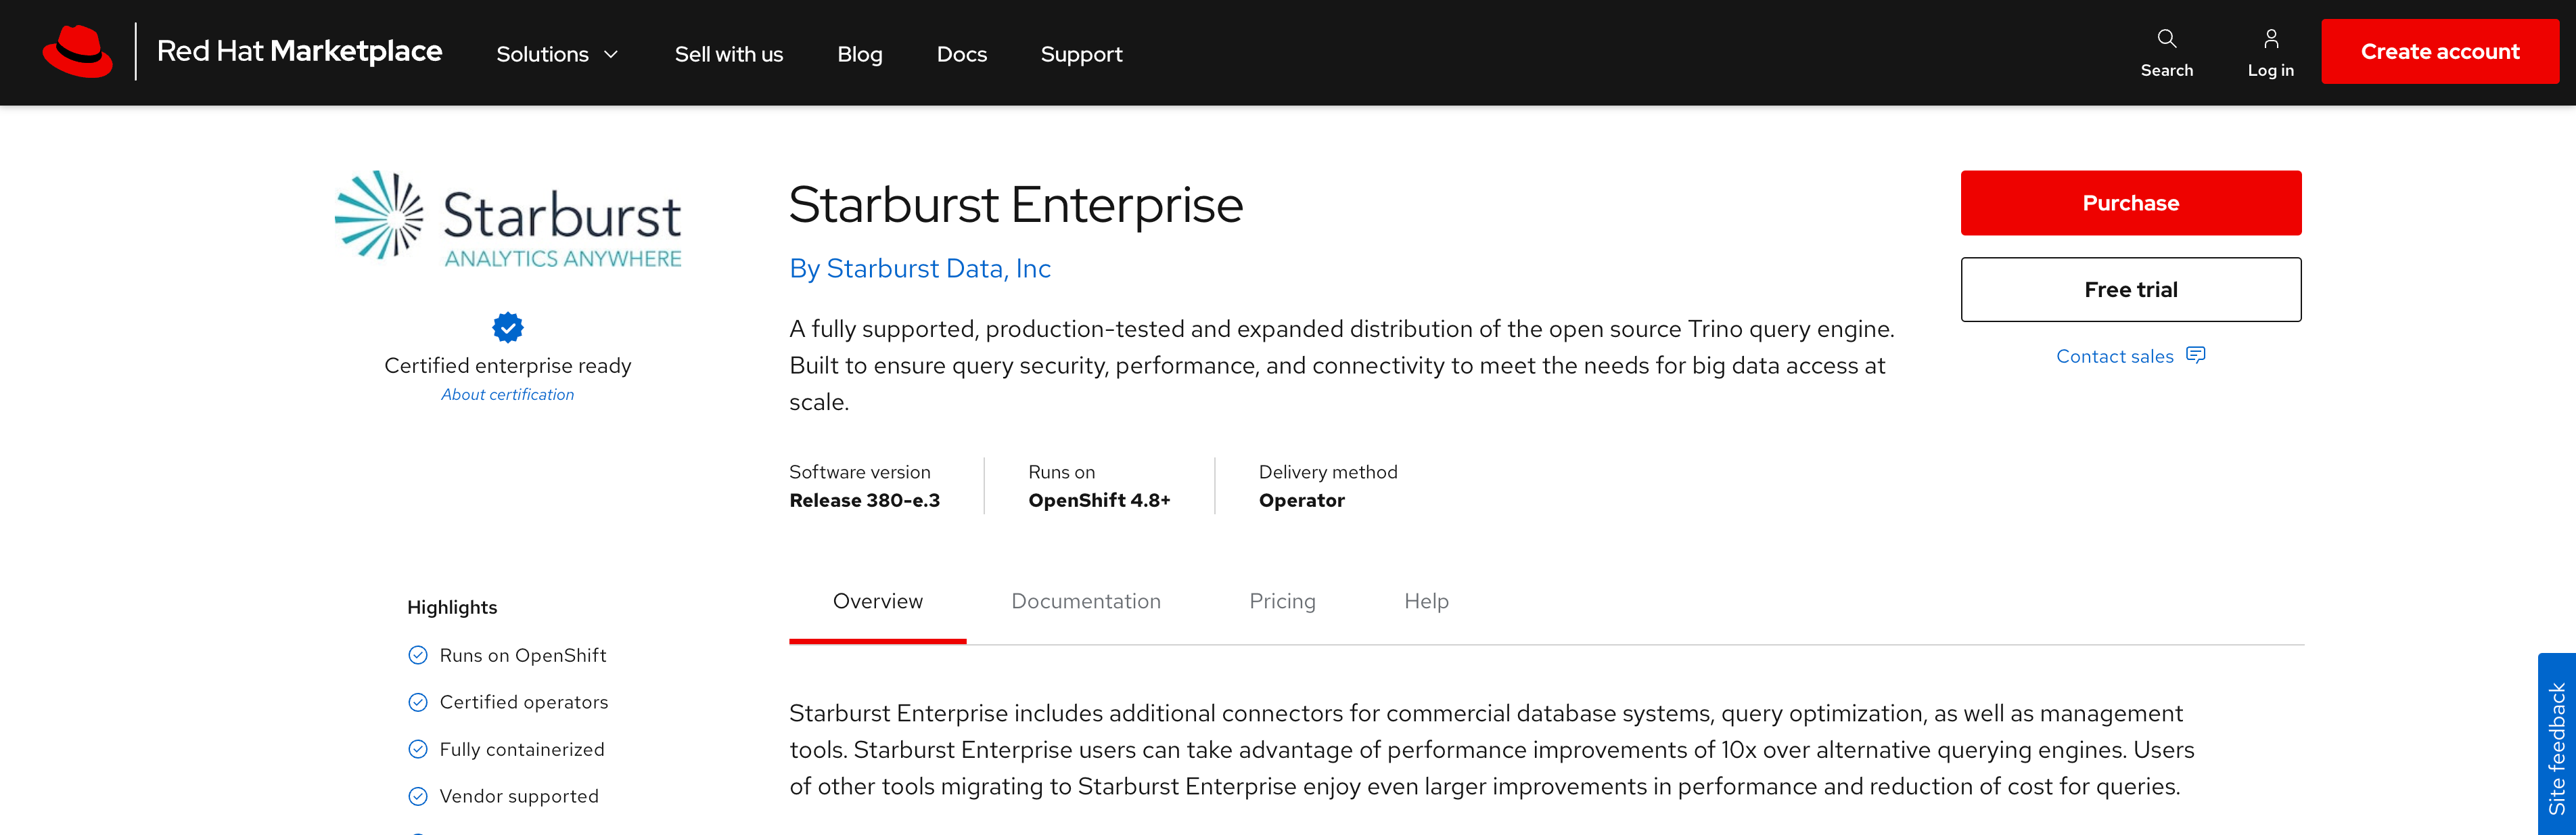 Red Hat Marketplace
Solutions
Sell with us
Blog
Docs
Support
Search
Log in
Create account
Starburst
ANALYTICS ANYWHERE
Certified enterprise ready
About certification
Starburst Enterprise
By Starburst Data, Inc
A fully supported, production-tested and expanded distribution of the open source Trino query engine.
Built to ensure query security, performance, and connectivity to meet the needs for big data access at
scale.
Purchase
Free trial
Contact sales
Software version
Release 380-e.3
Runs on
OpenShift 4.8+
Delivery method
Operator
Highlights
Runs on OpenShift
Certified operators
Fully containerized
Vendor supported
Overview
Documentation
Pricing
Help
Starburst Enterprise includes additional connectors for commercial database systems, query optimization, as well as management
tools. Starburst Enterprise users can take advantage of performance improvements of 10x over alternative querying engines. Users
of other tools migrating to Starburst Enterprise enjoy even larger improvements in performance and reduction of cost for queries.
Site feedback